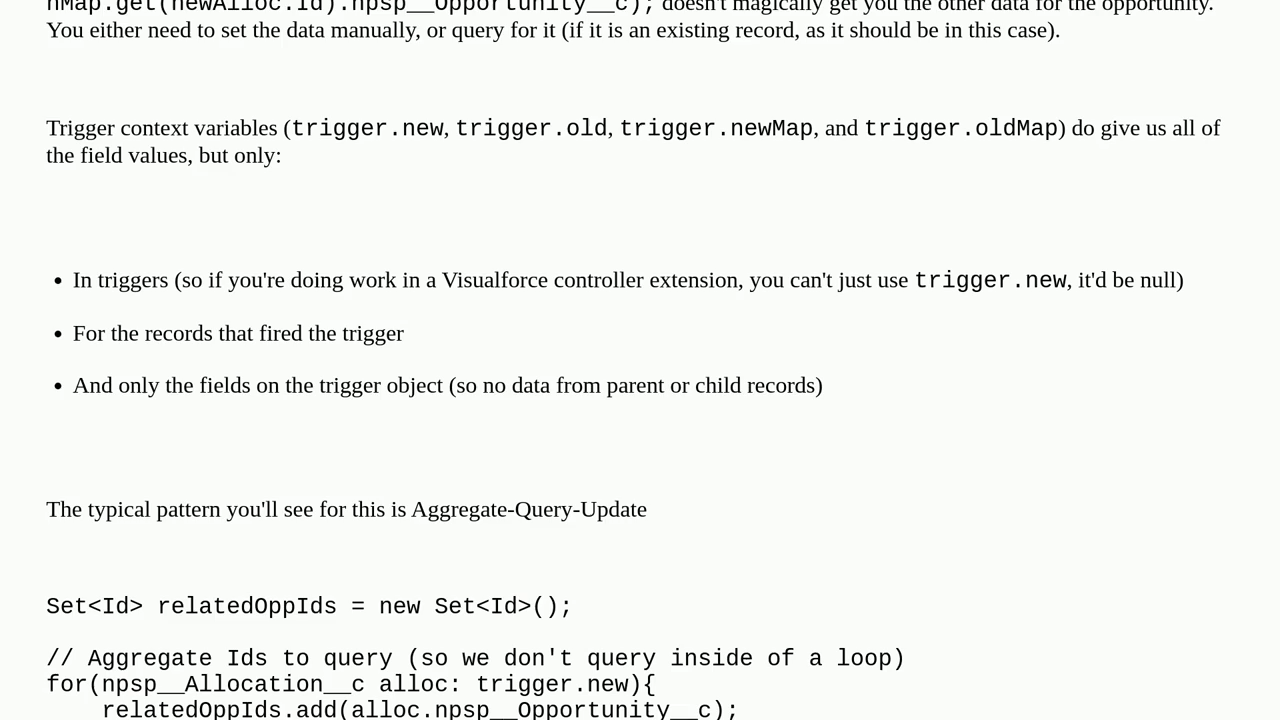 nMap.get(newAlloc.Id).npsp__Opportunity__c); doesn't magically get you the other data for the opportunity.
You either need to set the data manually, or query for it (if it is an existing record, as it should be in this case).
Trigger context variables (trigger.new, trigger.old, trigger.newMap, and trigger.oldMap) do give us all of
the field values, but only:
• In triggers (so if you're doing work in a Visualforce controller extension, you can't just use trigger.new, it'd be null)
• For the records that fired the trigger
• And only the fields on the trigger object (so no data from parent or child records)
The typical pattern you'll see for this is Aggregate-Query-Update
Set<Id> relatedOppIds = new Set<Id>();
// Aggregate Ids to query (so we don't query inside of a loop)
for(npsp__Allocation__c alloc: trigger.new){
    relatedOppIds.add(alloc.npsp__Opportunity__c);